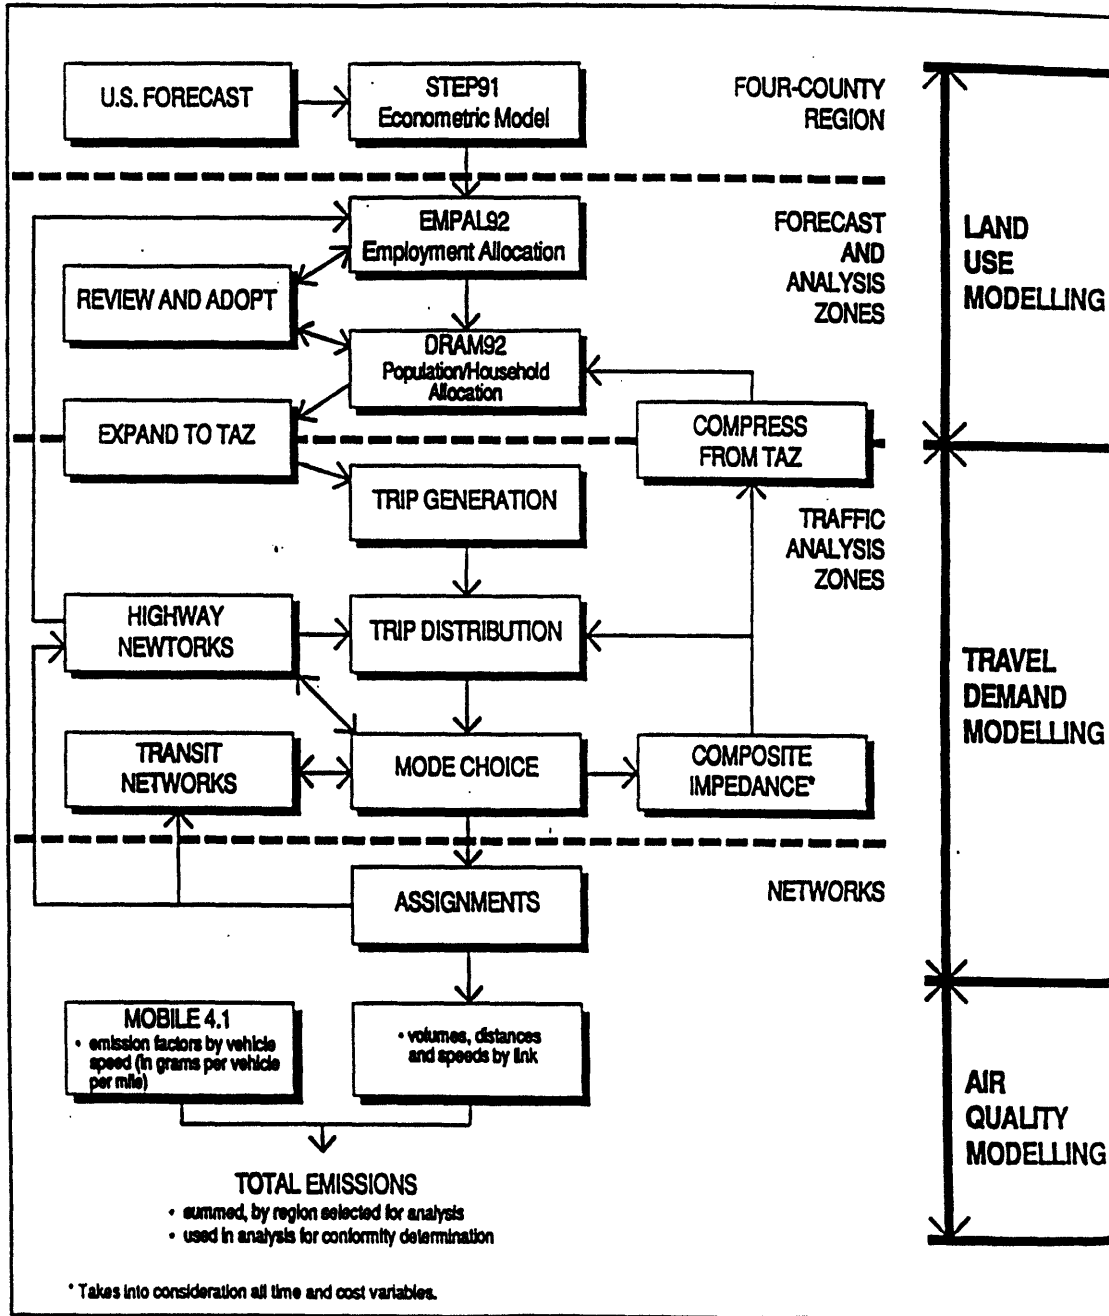 U.S. FORECAST
STEP91
Econometric Model
FOUR-COUNTY
REGION
EMPAL92
Employment Allocation
FORECAST
AND
ANALYSIS
ZONES
LAND
USE
MODELLING
REVIEW AND ADOPT
DRAM92
Population/Household
Allocation
EXPAND TO TAZ
COMPRESS
FROM TAZ
TRIP GENERATION
TRAFFIC
ANALYSIS
ZONES
HIGHWAY
NEWTORKS
TRIP DISTRIBUTION
TRAVEL
DEMAND
MODELLING
TRANSIT
NETWORKS
MODE CHOICE
COMPOSITE
IMPEDANCE*
ASSIGNMENTS
NETWORKS
MOBILE 4.1
• emission factors by vehicle
speed (in grams per vehicle
per mile)
• volumes, distances
and speeds by link
AIR
QUALITY
MODELLING
TOTAL EMISSIONS
• summed, by region selected for analysis
• used in analysis for conformity determination
* Takes into consideration all time and cost variables.